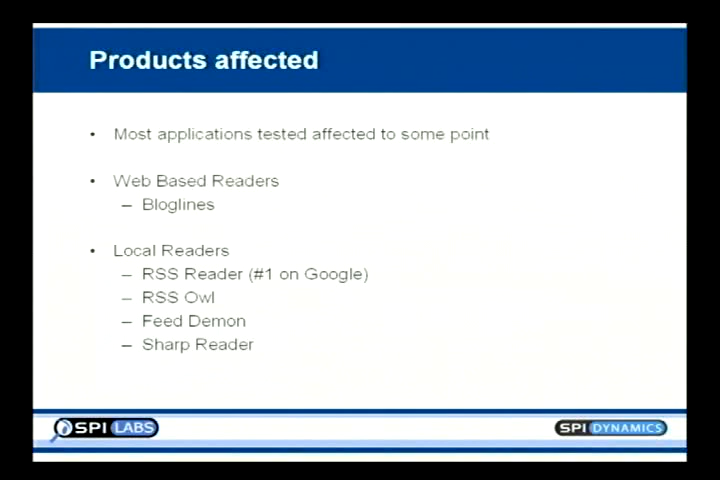 Products affected
• Most applications tested affected to some point
• Web Based Readers
– Bloglines
• Local Readers
– RSS Reader (#1 on Google)
– RSS Owl
– Feed Demon
– Sharp Reader
SPI LABS
SPI DYNAMICS